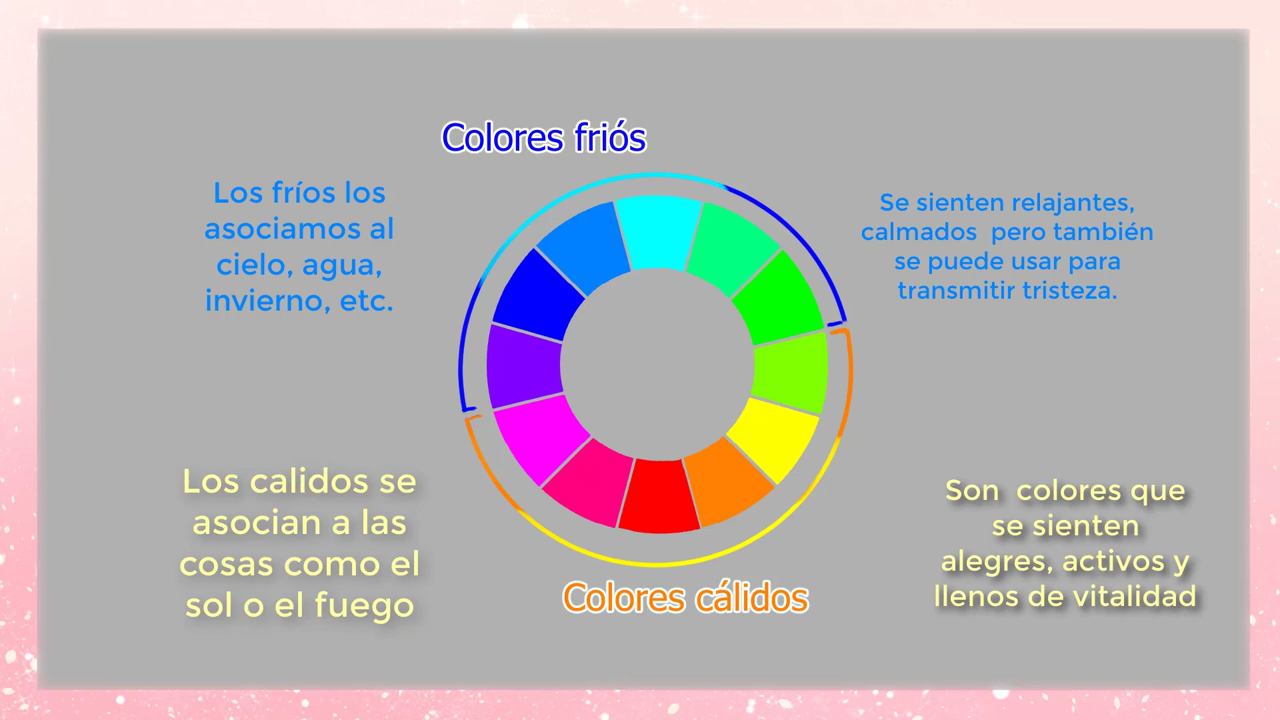 Colores friós
Los fríos los
asociamos al
cielo, agua,
invierno, etc.
Se sienten relajantes,
calmados  pero también
se puede usar para
transmitir tristeza.
Los calidos se
asocian a las
cosas como el
sol o el fuego
Son  colores que
se sienten
alegres, activos y
llenos de vitalidad
Colores cálidos